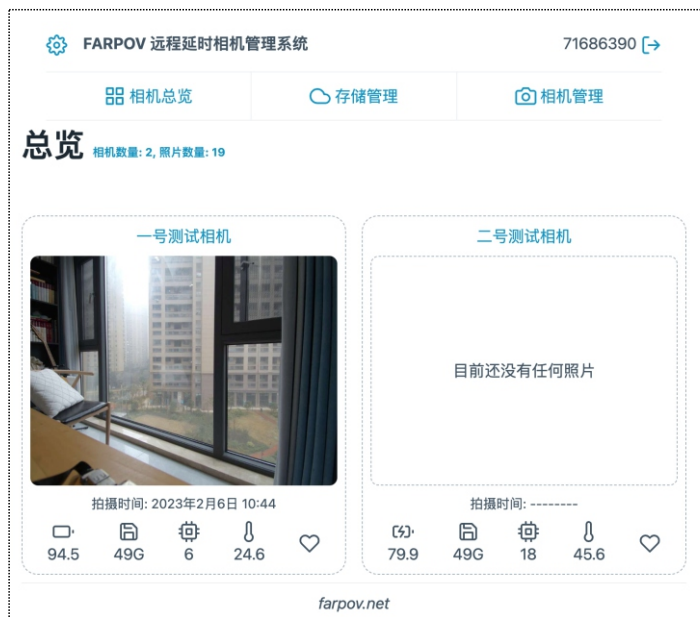 FARPOV 远程延时相机管理系统
71686390
相机总览
存储管理
相机管理
总览 相机数量: 2, 照片数量: 19
一号测试相机
拍摄时间: 2023年2月6日 10:44
94.5 49G 6 24.6
二号测试相机
目前还没有任何照片
拍摄时间: --------
79.9 49G 18 45.6
farpov.net